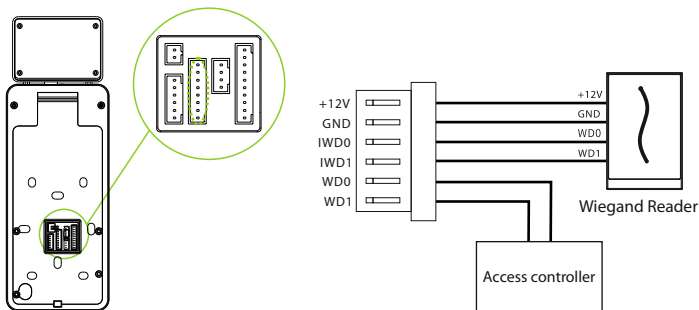 +12V
GND
IWD0
IWD1
WD0
WD1
+12V
GND
WD0
WD1
Wiegand Reader
Access controller